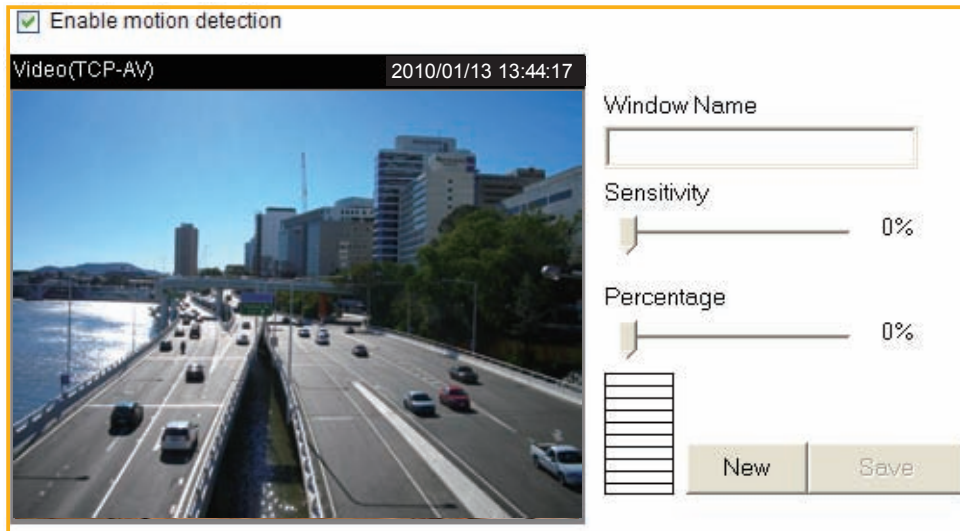 Enable motion detection
Video(TCP-AV) 2010/01/13 13:44:17
Window Name
Sensitivity
0%
Percentage
0%
New Save